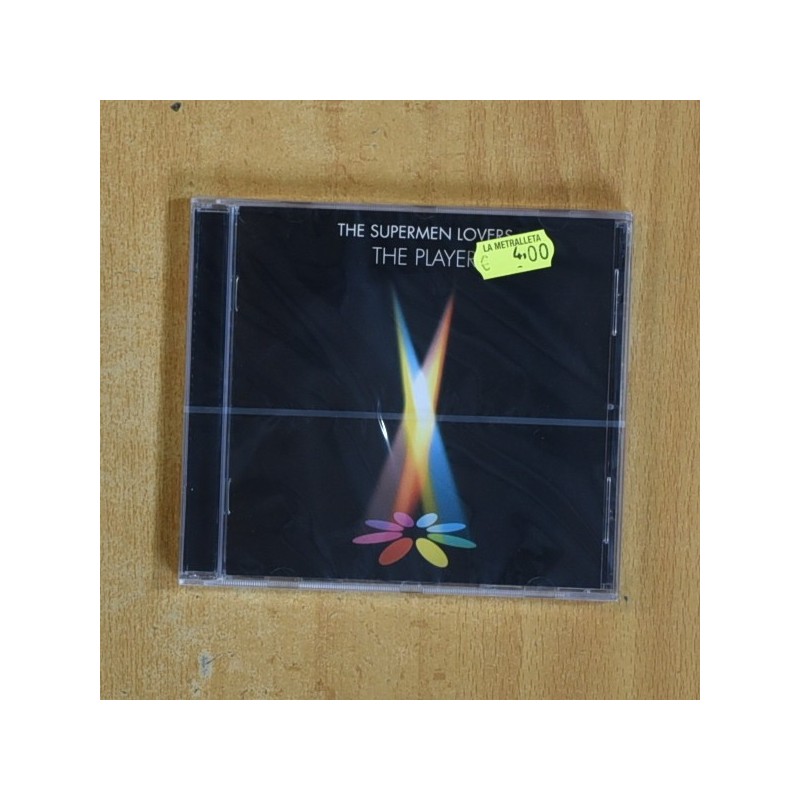 THE SUPERMEN LOVERS
THE PLAYER
LA METRALLETA
€ 4,00